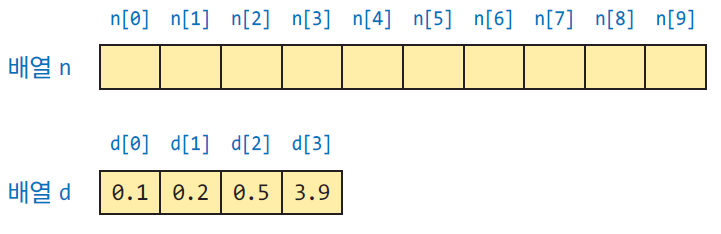 n[0] n[1] n[2] n[3] n[4] n[5] n[6] n[7] n[8] n[9]
배열 n
d[0] d[1] d[2] d[3]
배열 d 0.1 0.2 0.5 3.9